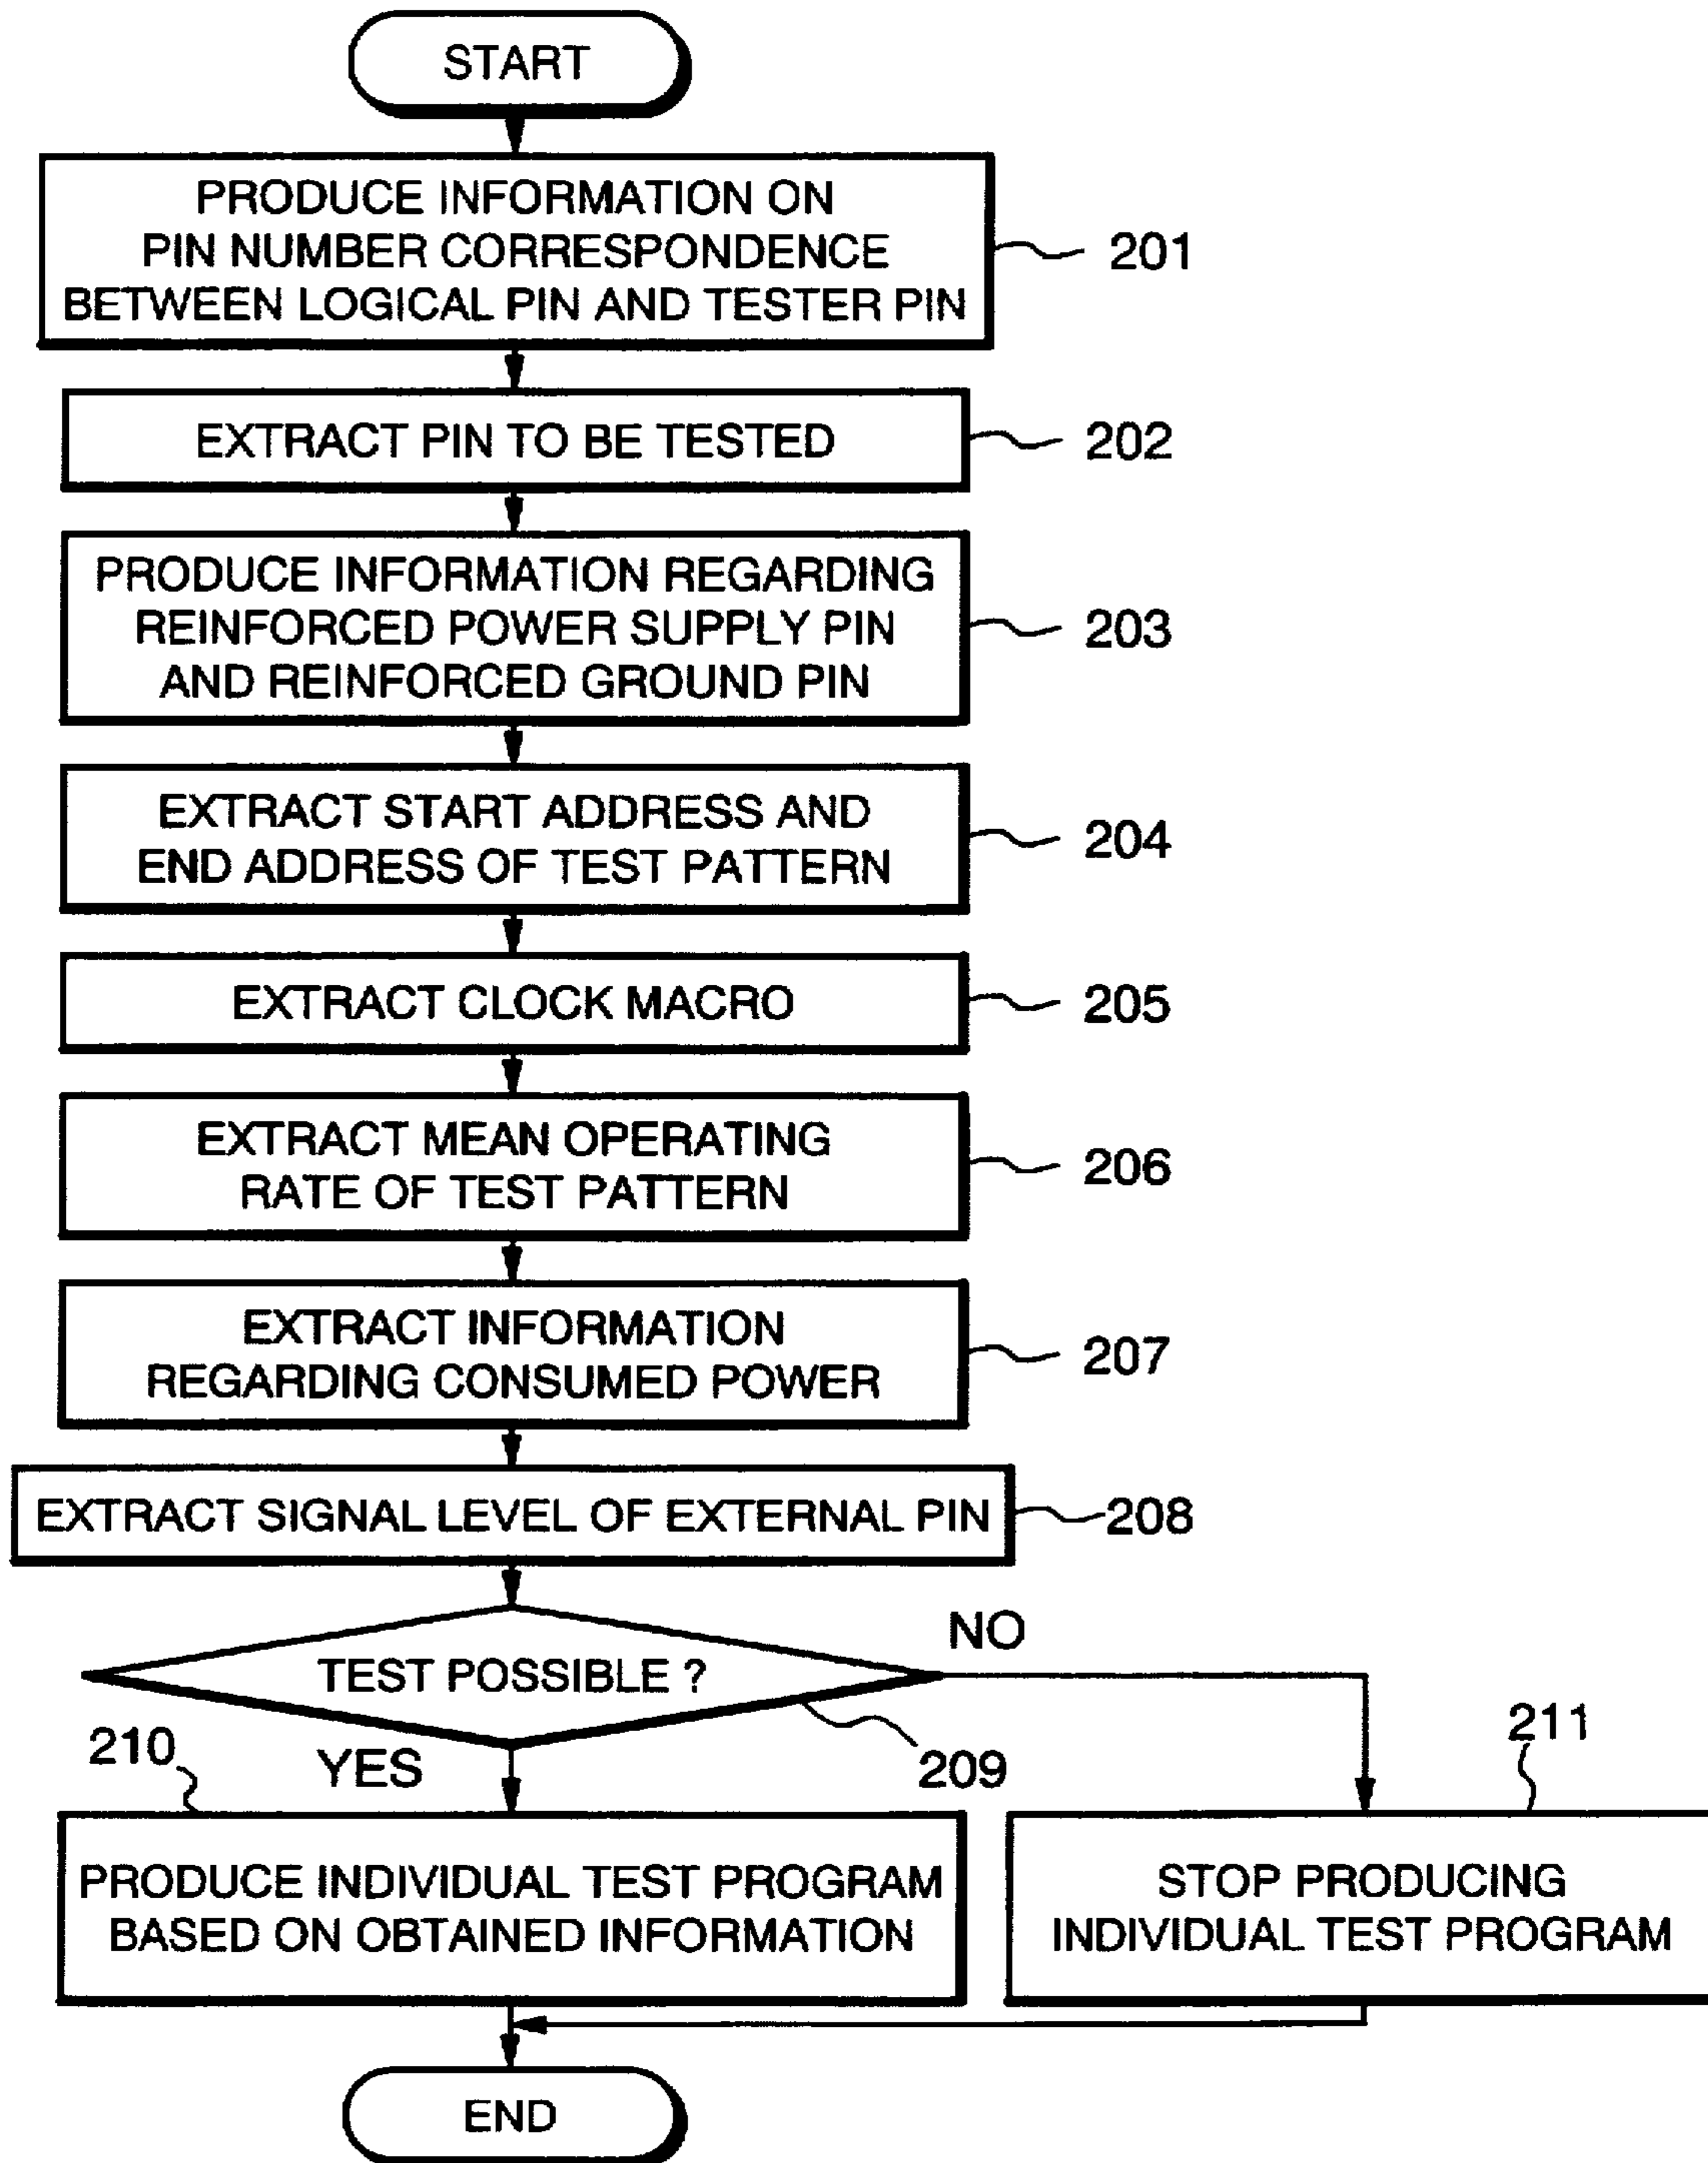 START
PRODUCE INFORMATION ON
PIN NUMBER CORRESPONDENCE
BETWEEN LOGICAL PIN AND TESTER PIN
201
EXTRACT PIN TO BE TESTED
202
PRODUCE INFORMATION REGARDING
REINFORCED POWER SUPPLY PIN
AND REINFORCED GROUND PIN
203
EXTRACT START ADDRESS AND
END ADDRESS OF TEST PATTERN
204
EXTRACT CLOCK MACRO
205
EXTRACT MEAN OPERATING
RATE OF TEST PATTERN
206
EXTRACT INFORMATION
REGARDING CONSUMED POWER
207
EXTRACT SIGNAL LEVEL OF EXTERNAL PIN
208
TEST POSSIBLE ?
NO
209
YES
210
211
PRODUCE INDIVIDUAL TEST PROGRAM
BASED ON OBTAINED INFORMATION
STOP PRODUCING
INDIVIDUAL TEST PROGRAM
END